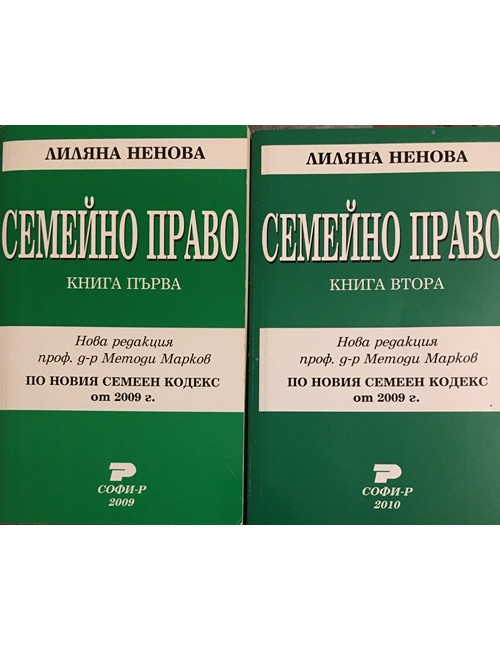 ЛИЛЯНА НЕНОВА
СЕМЕЙНО ПРАВО
КНИГА ПЪРВА
Нова редакция
проф. д-р Методи Марков
ПО НОВИЯ СЕМЕЕН КОДЕКС
от 2009 г.
СОФИ-Р
2009
ЛИЛЯНА НЕНОВА
СЕМЕЙНО ПРАВО
КНИГА ВТОРА
Нова редакция
проф. д-р Методи Марков
ПО НОВИЯ СЕМЕЕН КОДЕКС
от 2009 г.
СОФИ-Р
2010